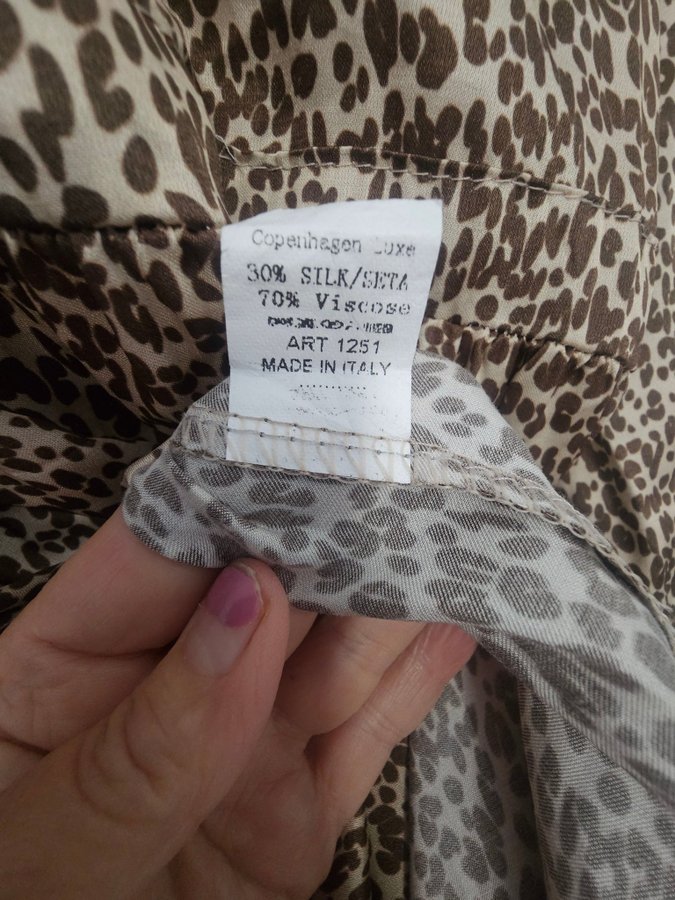 Copenhagen Luxe
30% SILK/SETA
70% Viscose
ART 1251
MADE IN ITALY